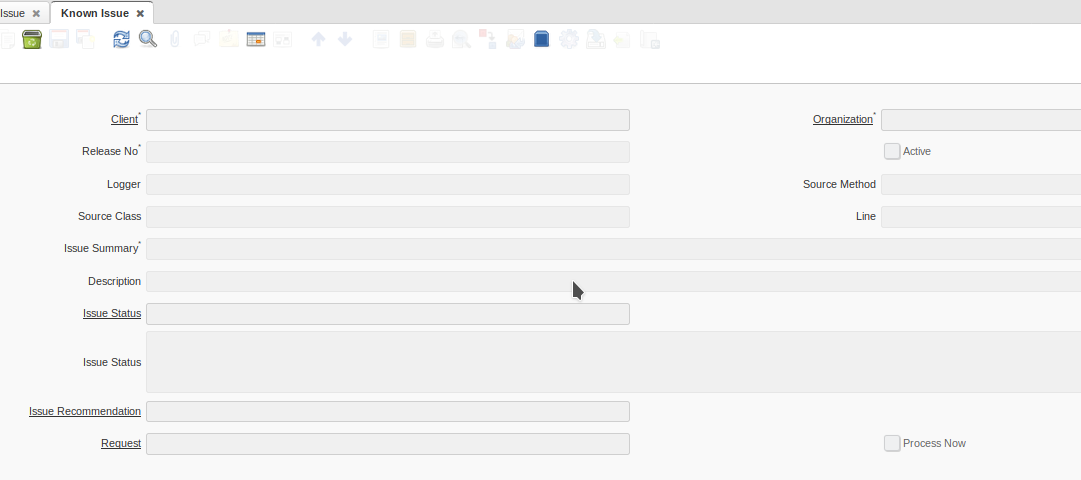 Issue Known Issue
Client* Organization*
Release No* Active
Logger Source Method
Source Class Line
Issue Summary*
Description
Issue Status
Issue Status
Issue Recommendation
Request Process Now